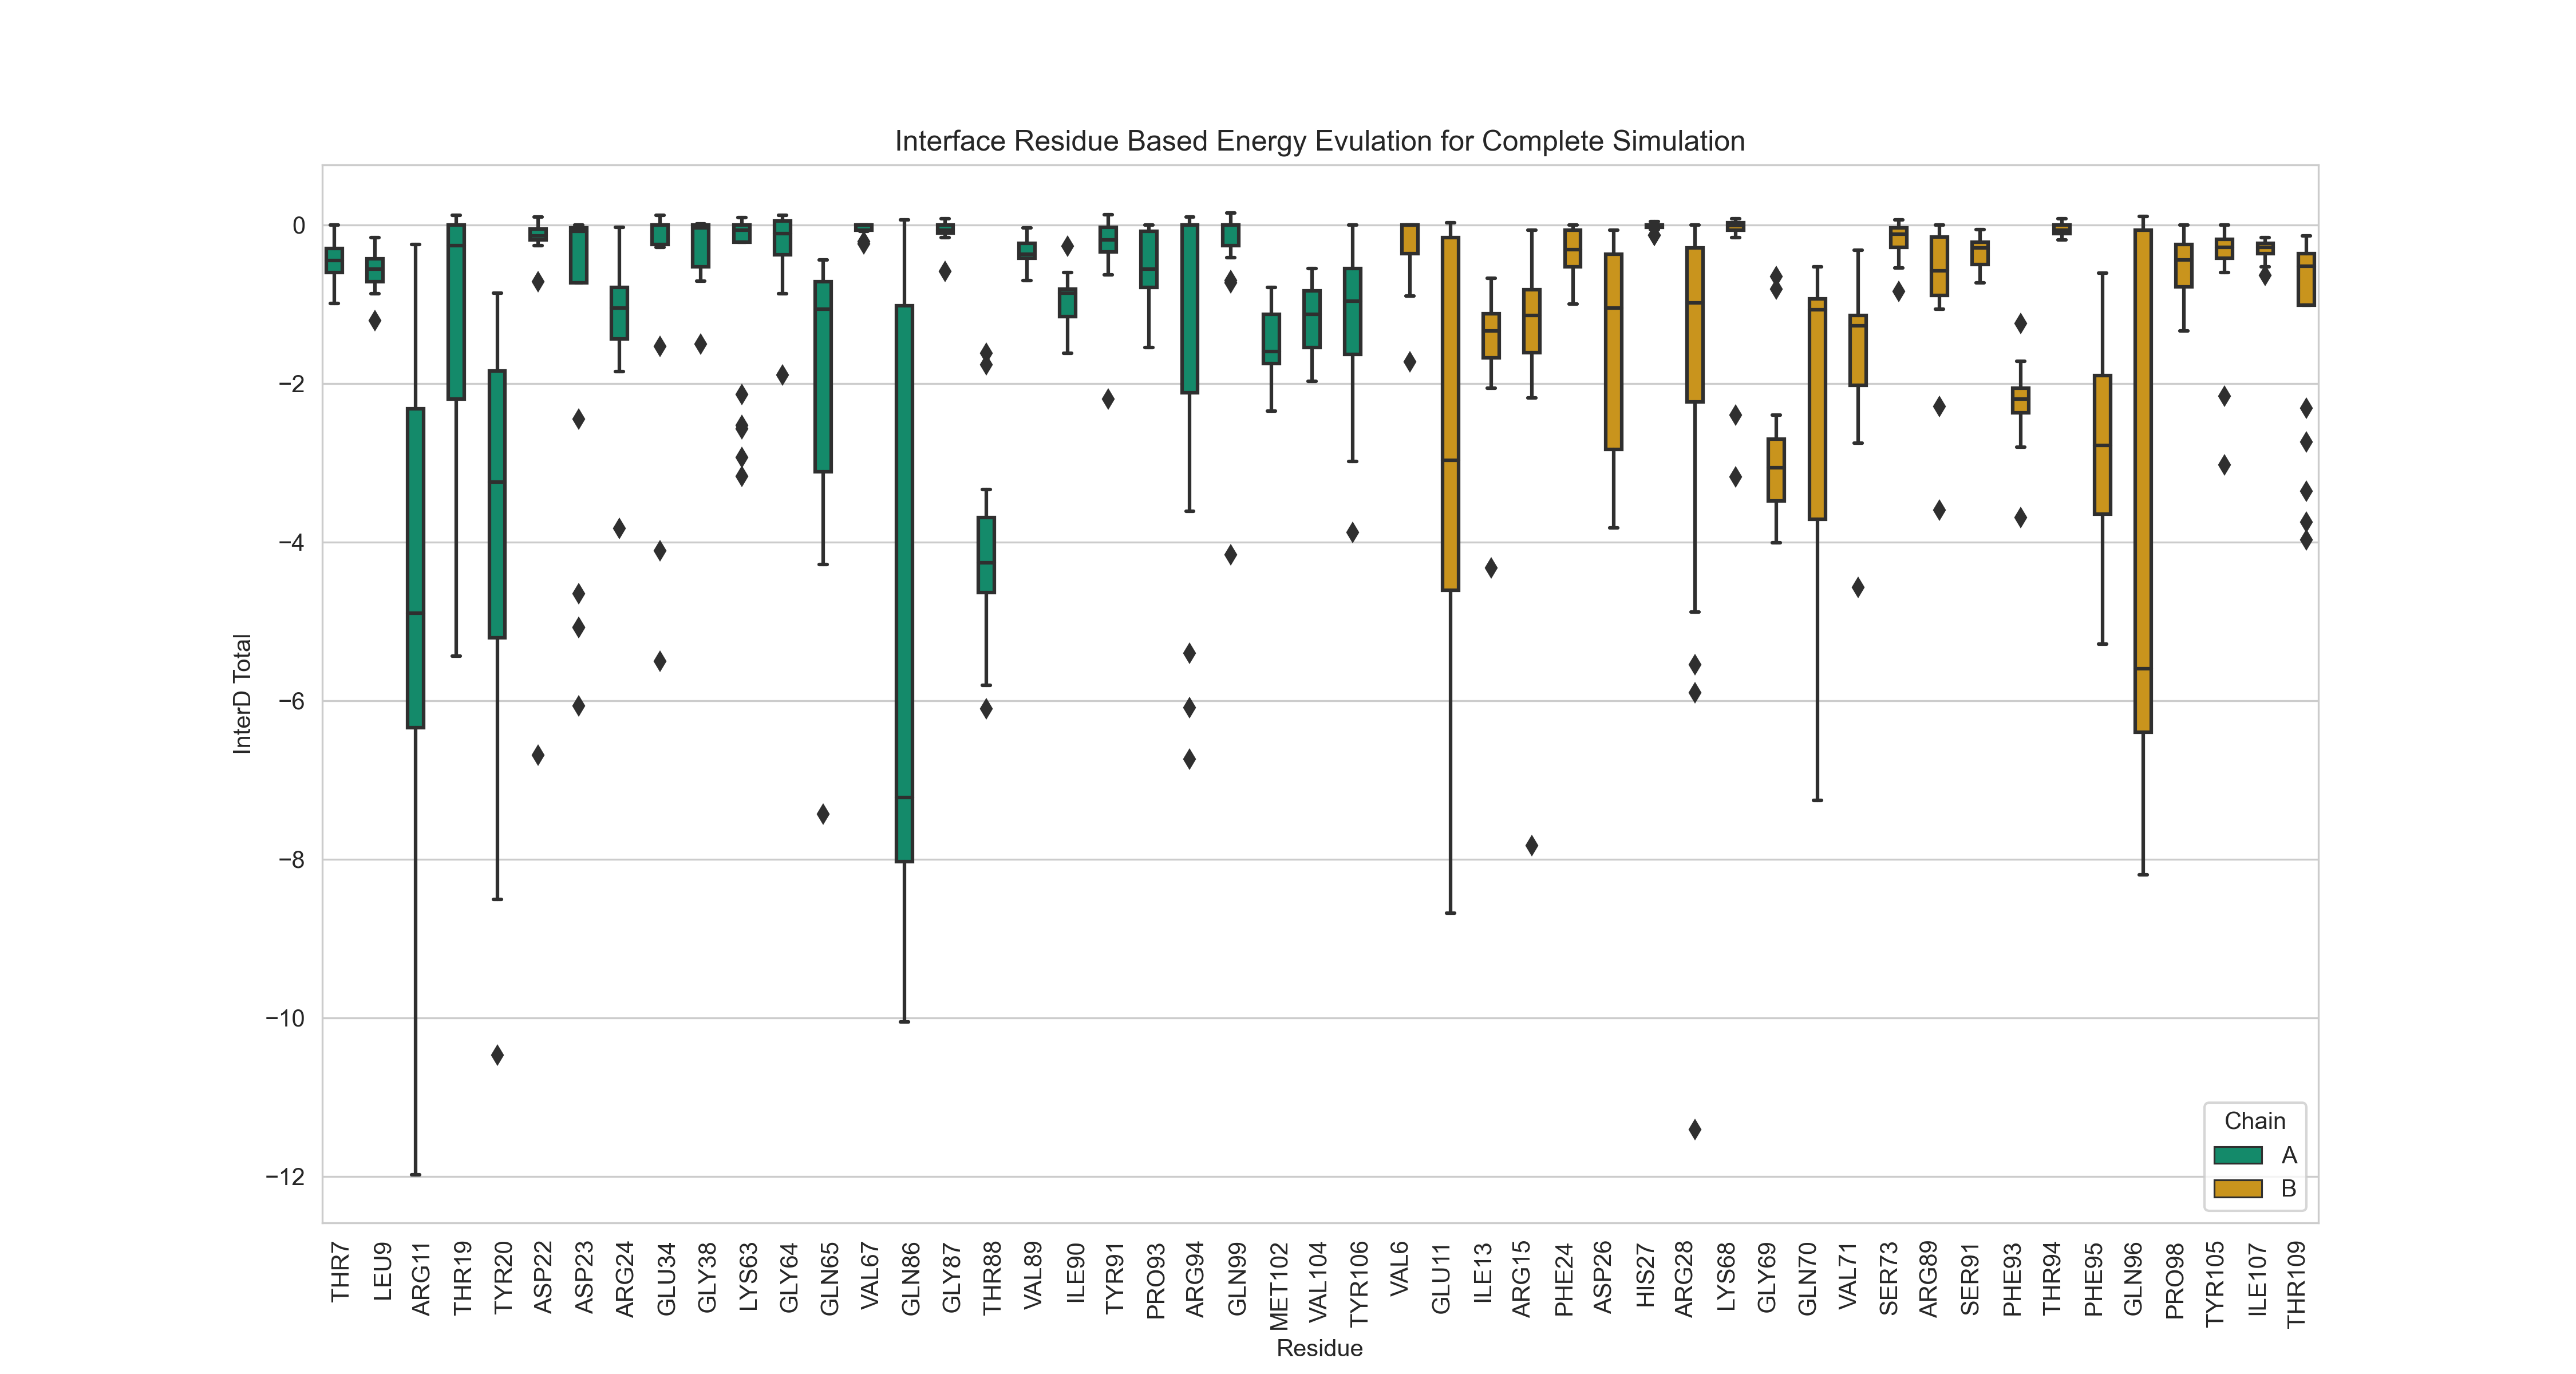 Interface Residue Based Energy Evulation for Complete Simulation
0
−2
−4
−6
−8
−10
−12
InterD Total
Chain
A
B
THR7
LEU9
ARG11
THR19
TYR20
ASP22
ASP23
ARG24
GLU34
GLY38
LYS63
GLY64
GLN65
VAL67
GLN86
GLY87
THR88
VAL89
ILE90
TYR91
PRO93
ARG94
GLN99
MET102
VAL104
TYR106
VAL6
GLU11
ILE13
ARG15
PHE24
ASP26
HIS27
ARG28
LYS68
GLY69
GLN70
VAL71
SER73
ARG89
SER91
PHE93
THR94
PHE95
GLN96
PRO98
TYR105
ILE107
THR109
Residue